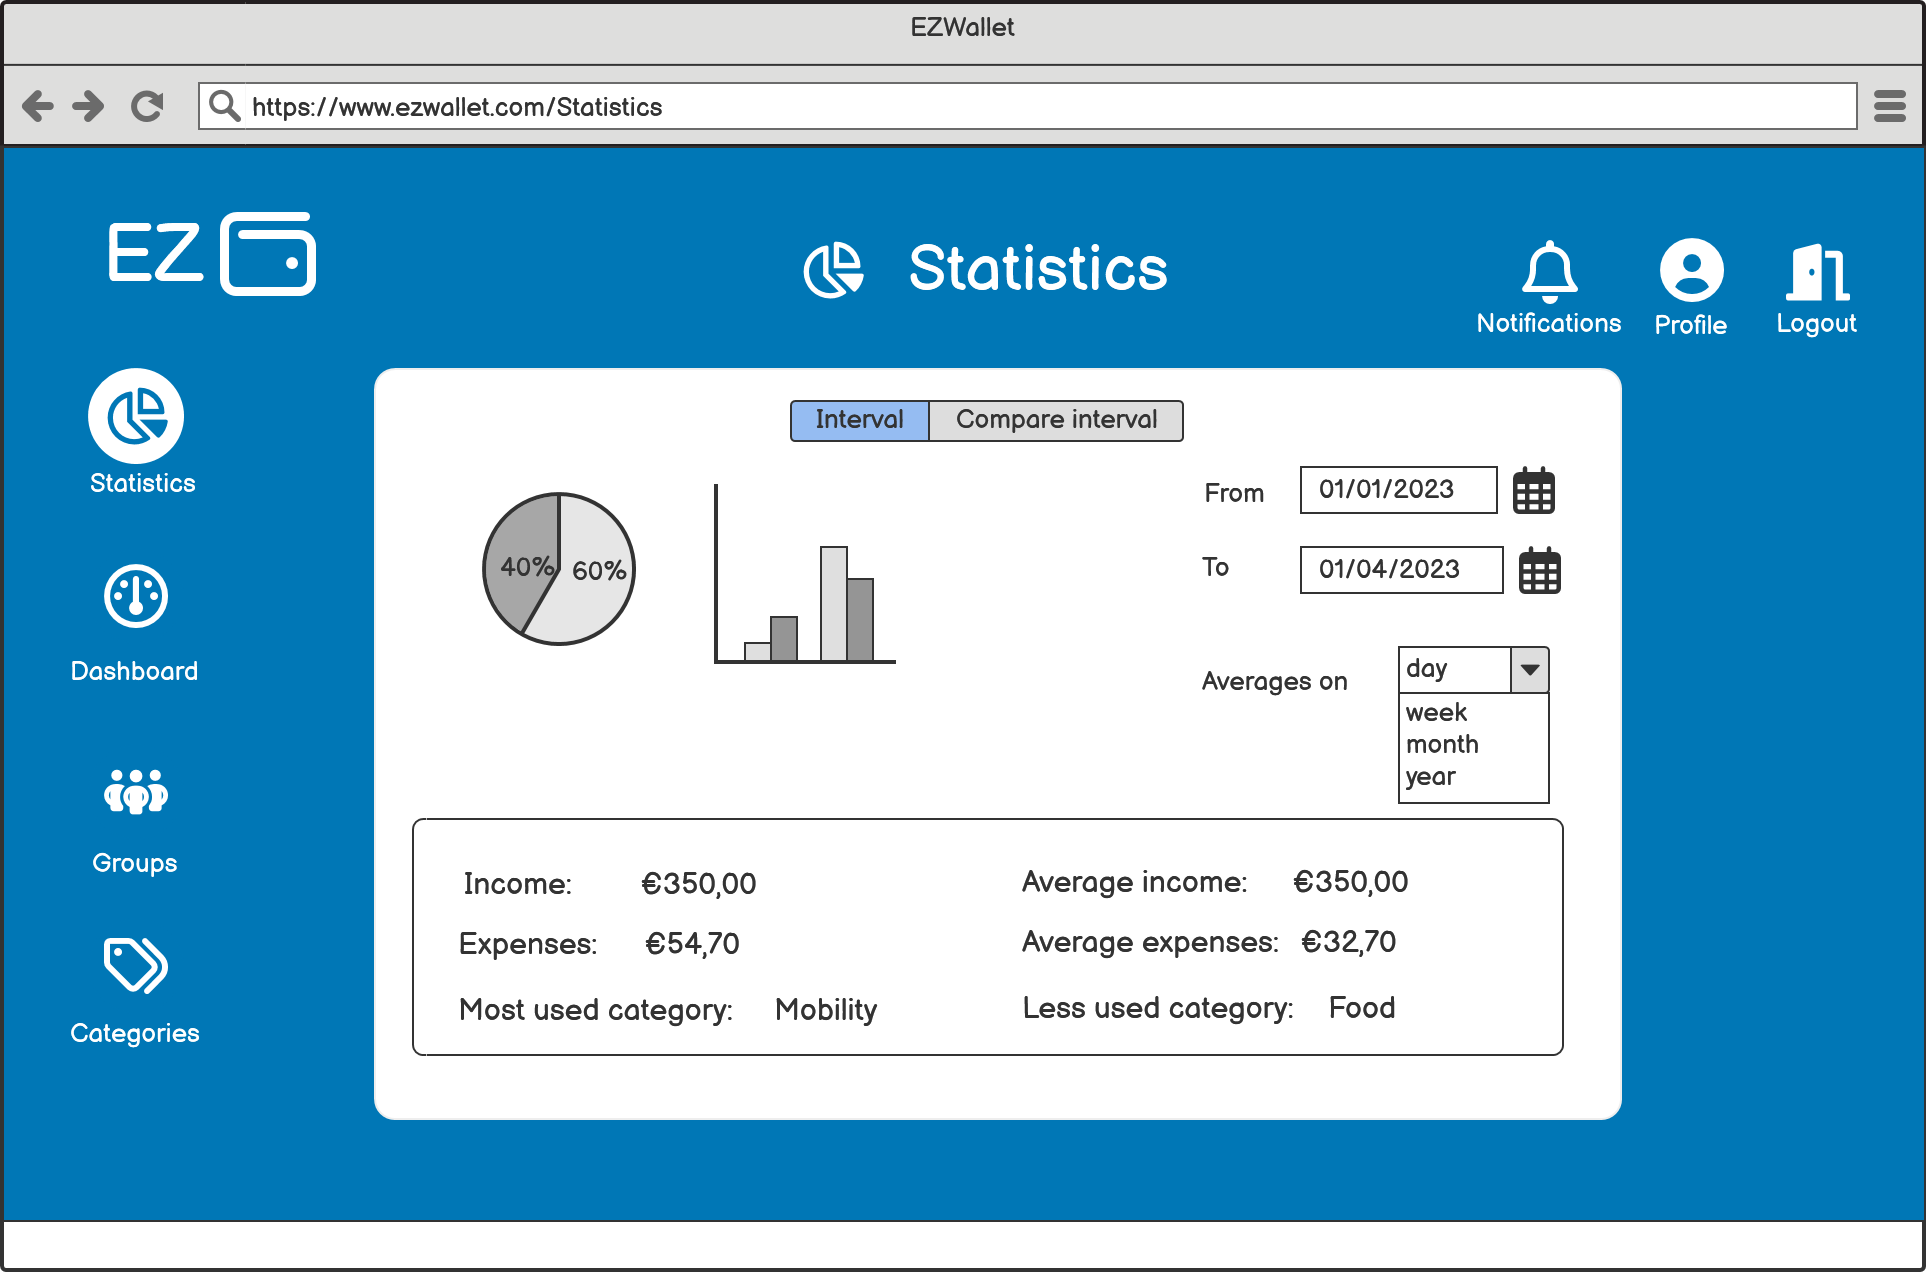 EZWallet
https://www.ezwallet.com/Statistics
EZ
Statistics
Notifications
Profile
Logout
Statistics
Dashboard
Groups
Categories
Interval
Compare interval
40%
60%
From 01/01/2023
To 01/04/2023
Averages on day
week
month
year
Income: €350,00
Average income: €350,00
Expenses: €54,70
Average expenses: €32,70
Most used category: Mobility
Less used category: Food